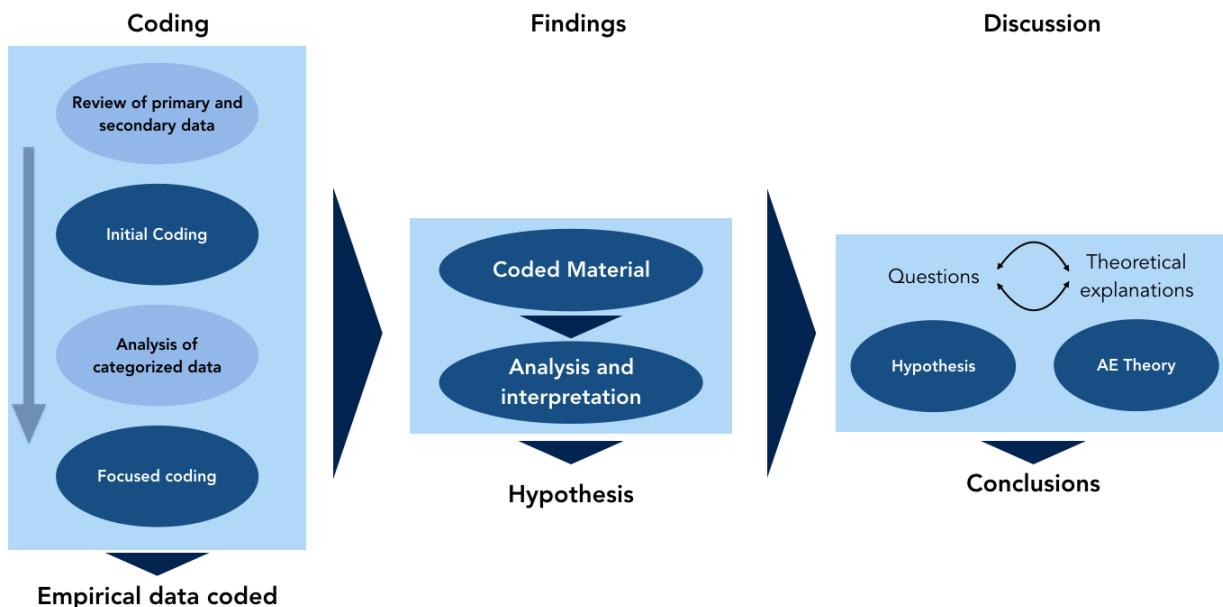 Coding
Review of primary and
secondary data
Initial Coding
Analysis of
categorized data
Focused coding
Empirical data coded
Findings
Coded Material
Analysis and
interpretation
Hypothesis
Discussion
Questions
Theoretical
explanations
Hypothesis
AE Theory
Conclusions